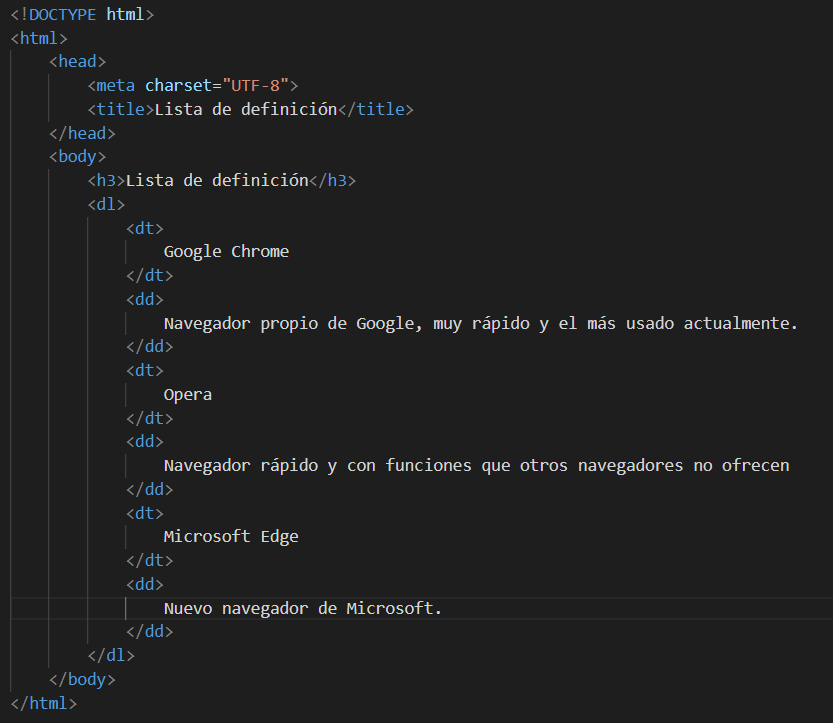 <!DOCTYPE html>
<html>
    <head>
        <meta charset="UTF-8">
        <title>Lista de definición</title>
    </head>
    <body>
        <h3>Lista de definición</h3>
        <dl>
            <dt>
                Google Chrome
            </dt>
            <dd>
                Navegador propio de Google, muy rápido y el más usado actualmente.
            </dd>
            <dt>
                Opera
            </dt>
            <dd>
                Navegador rápido y con funciones que otros navegadores no ofrecen
            </dd>
            <dt>
                Microsoft Edge
            </dt>
            <dd>
                Nuevo navegador de Microsoft.
            </dd>
        </dl>
    </body>
</html>